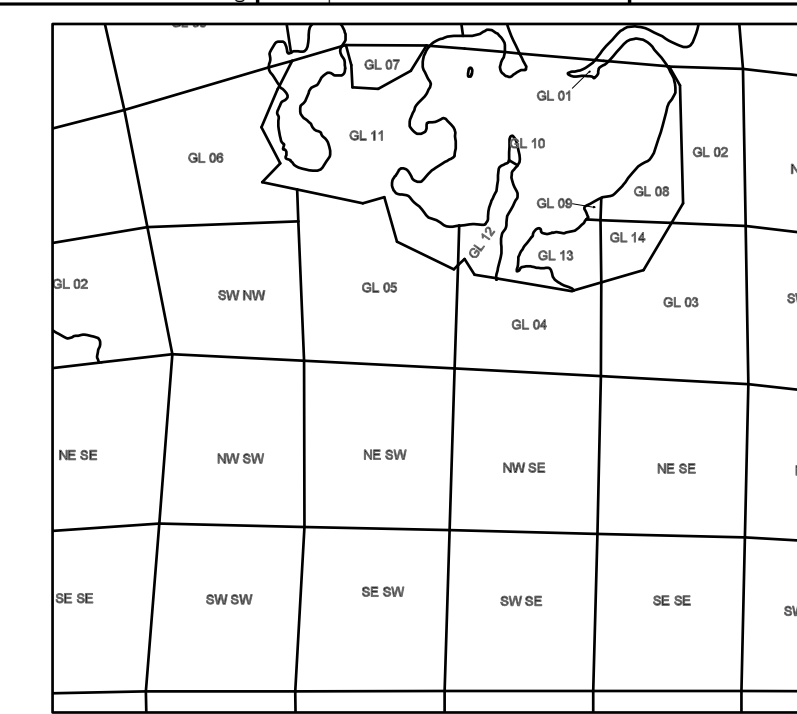 GL 07
GL 01
GL 11
GL 10
GL 06
GL 02
GL 08
GL 09
GL 14
GL 12
GL 13
GL 02
SW NW
GL 05
GL 03
GL 04
NE SE
NW SW
NE SW
NW SE
NE SE
SE SE
SW SW
SE SW
SW SE
SE SE